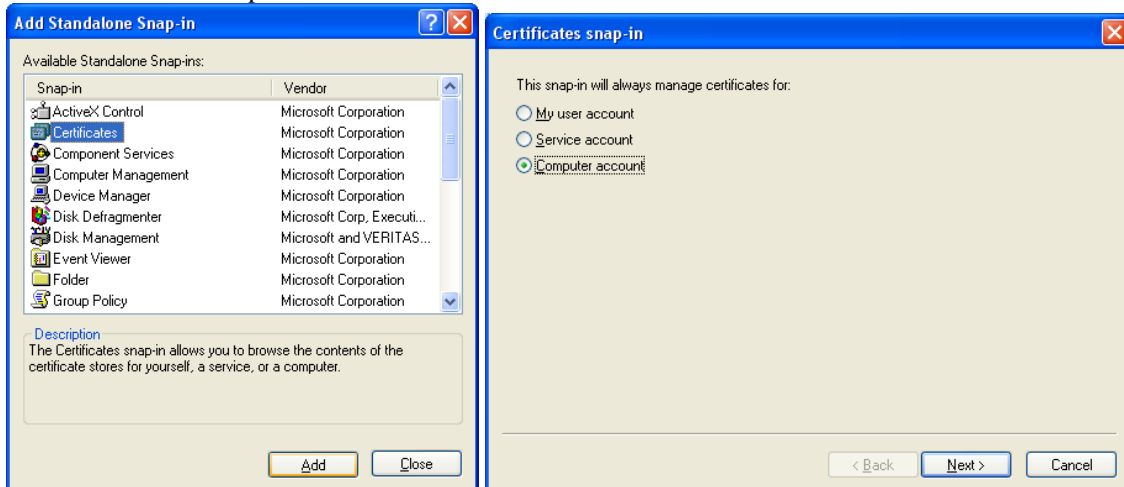 Add Standalone Snap-in
Available Standalone Snap-ins:
Snap-in Vendor
ActiveX Control Microsoft Corporation
Certificates Microsoft Corporation
Component Services Microsoft Corporation
Computer Management Microsoft Corporation
Device Manager Microsoft Corporation
Disk Defragmenter Microsoft Corp, Executi...
Disk Management Microsoft and VERITAS...
Event Viewer Microsoft Corporation
Folder Microsoft Corporation
Group Policy Microsoft Corporation
Description
The Certificates snap-in allows you to browse the contents of the
certificate stores for yourself, a service, or a computer.
Add Close
Certificates snap-in
This snap-in will always manage certificates for:
My user account
Service account
Computer account
< Back Next > Cancel